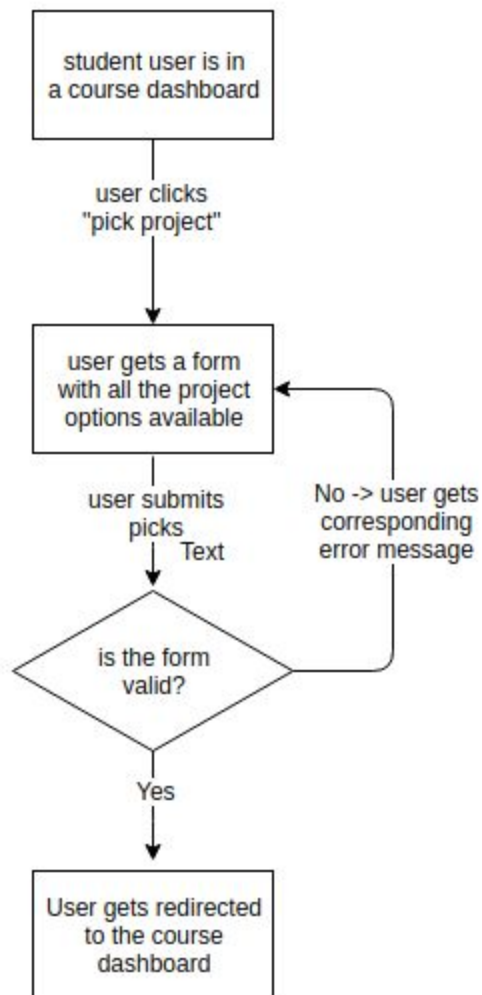 student user is in
a course dashboard
user clicks
"pick project"
user gets a form
with all the project
options available
user submits
picks
Text
No -> user gets
corresponding
error message
is the form
valid?
Yes
User gets redirected
to the course
dashboard